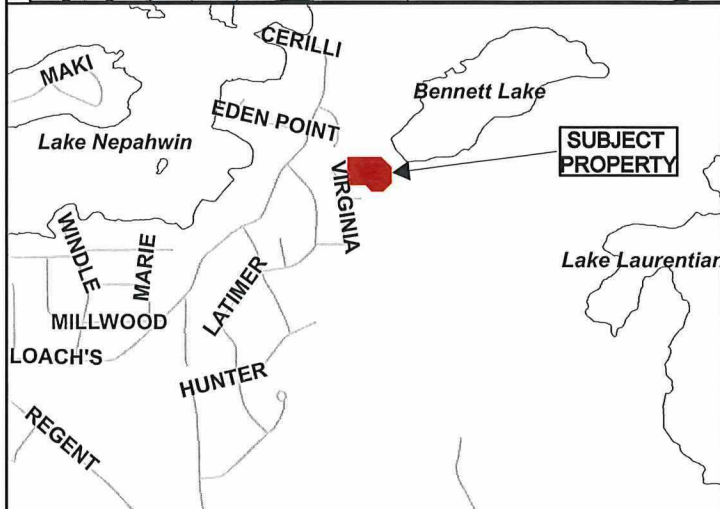 CERILLI
MAKI
Bennett Lake
EDEN POINT
Lake Nepahwin
SUBJECT
PROPERTY
VIRGINIA
WINDLE
MARIE
Lake Laurentian
LATIMER
MILLWOOD
LOACH'S
HUNTER
REGENT